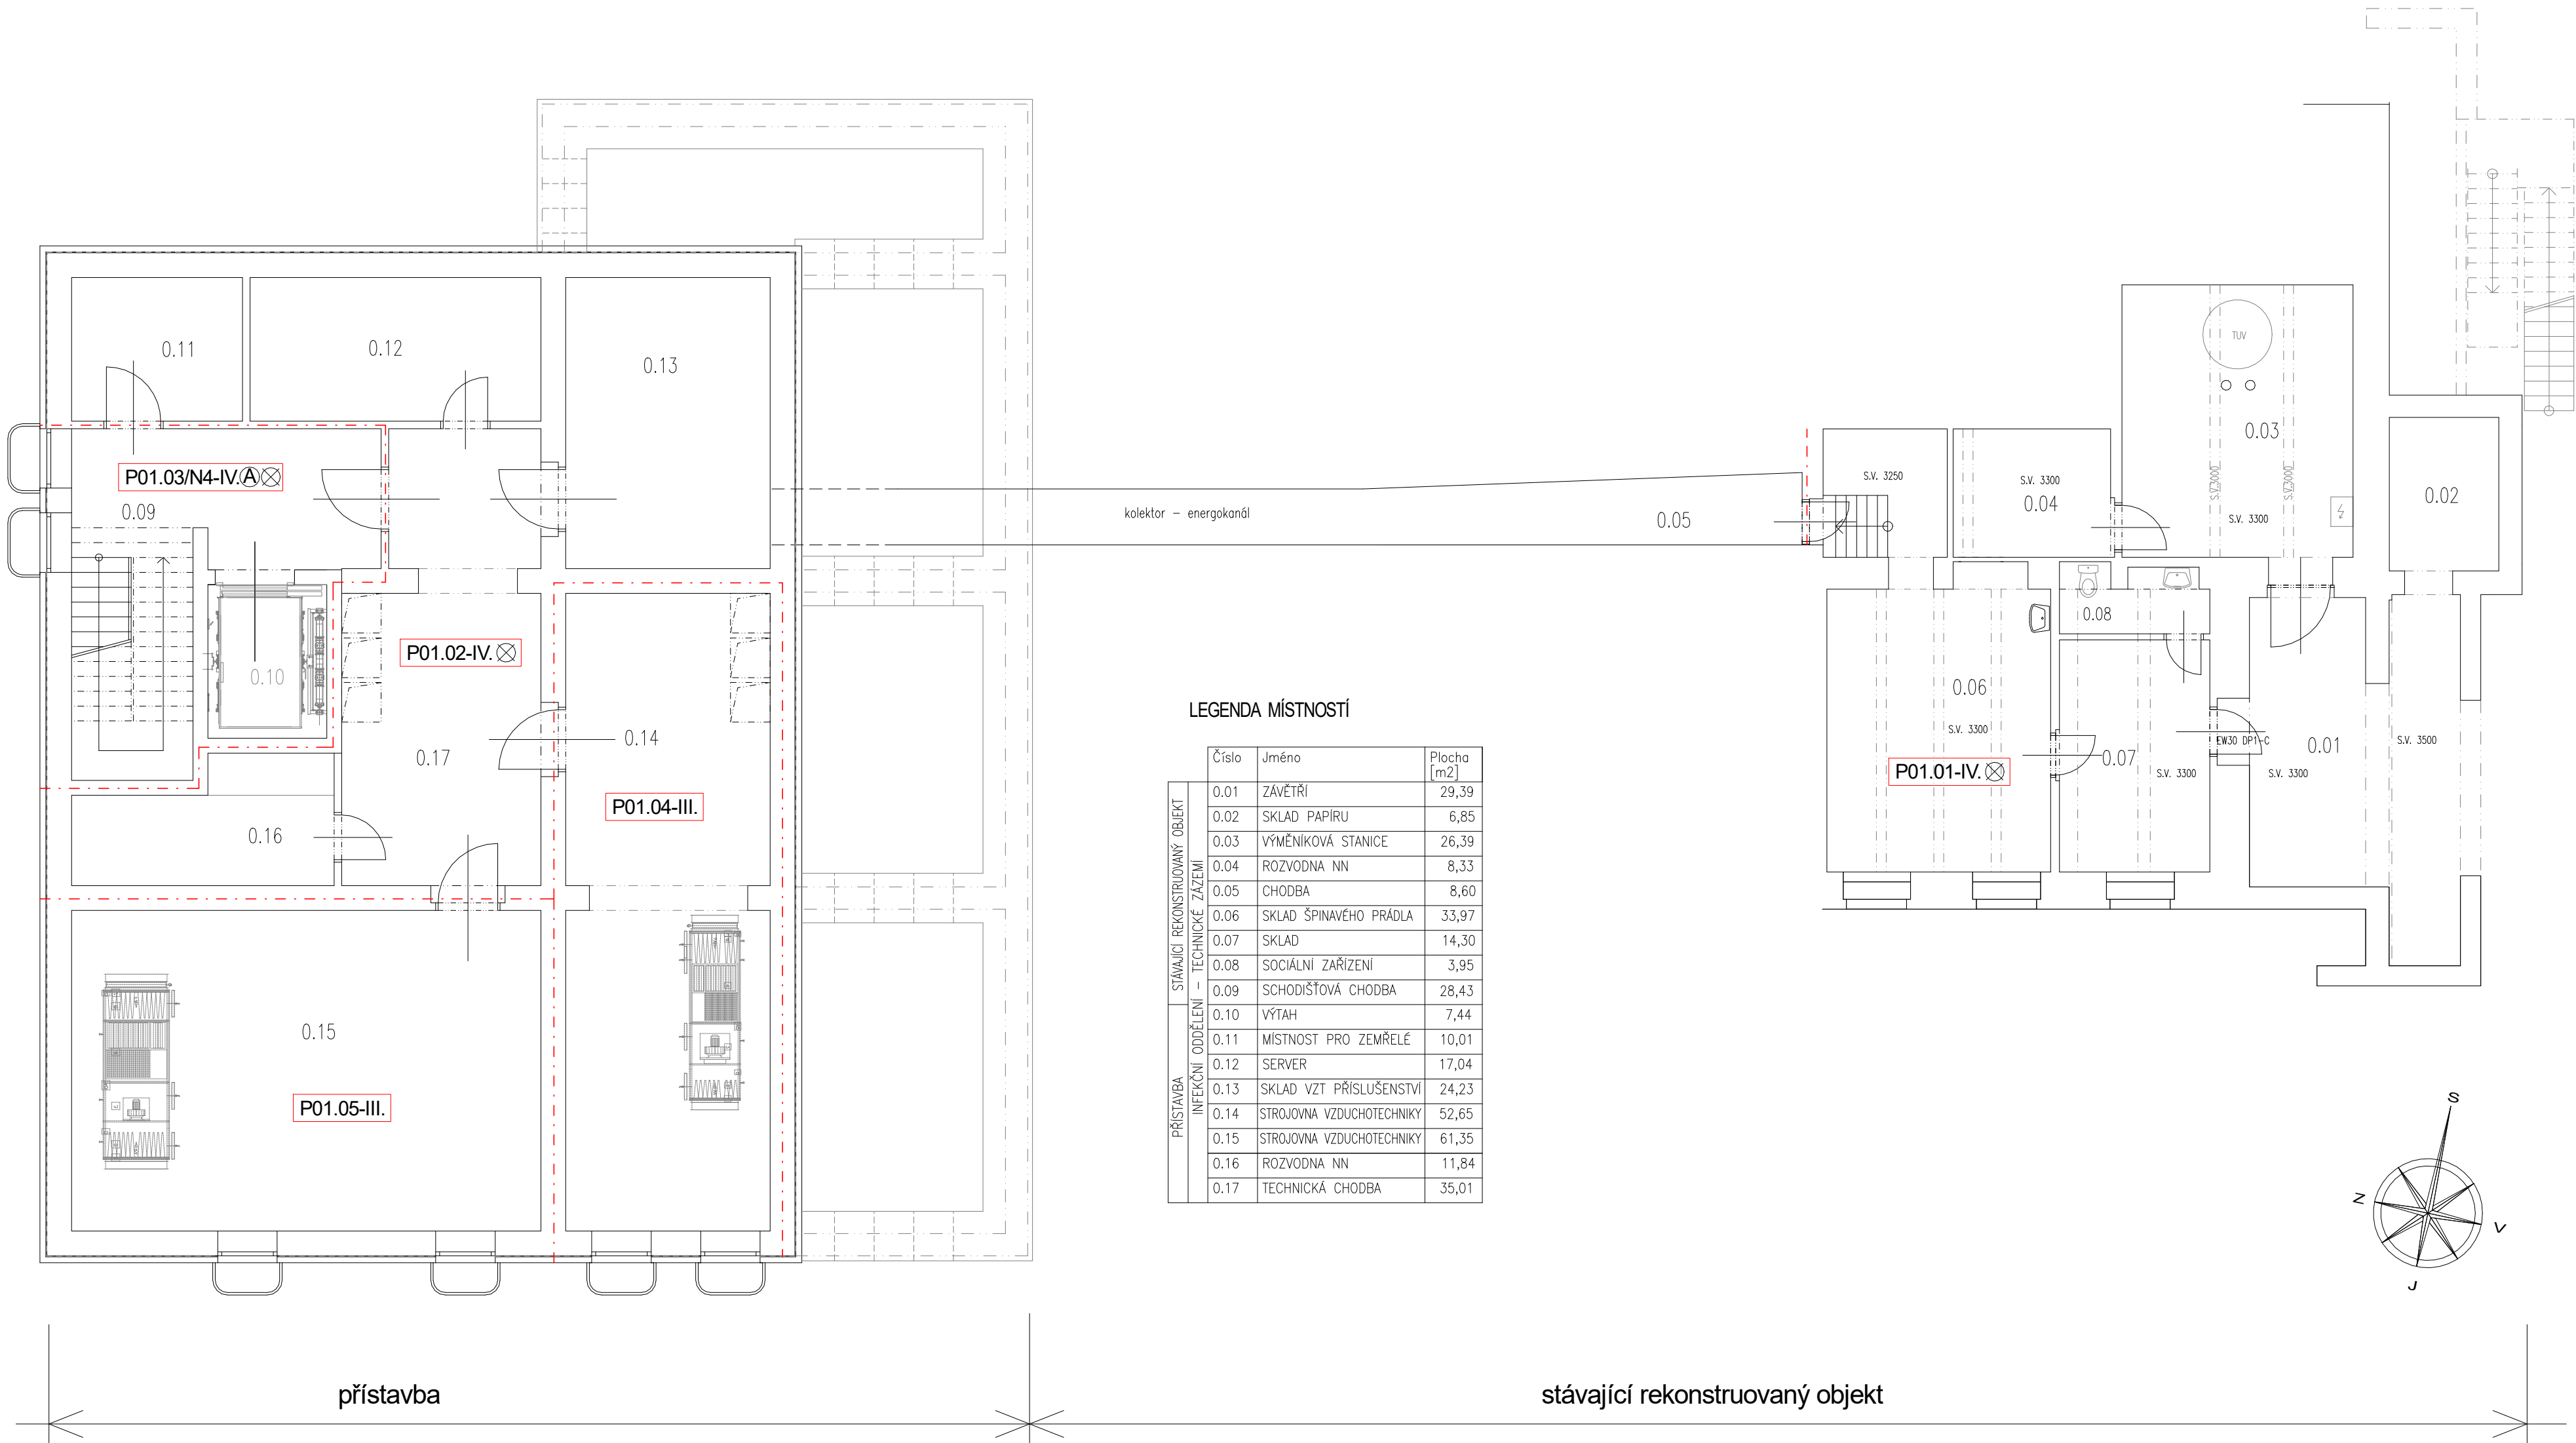 TUV
0.11
0.12
0.13
0.03
S.V. 3000
S.V. 3000
S.V. 3300
0.02
P01.03/N4-IV. A
0.09
kolektor – energokanál
0.05
S.V. 3250
S.V. 3300
0.04
0.08
P01.02-IV.
0.10
0.17
0.14
P01.04-III.
0.16
0.06
S.V. 3300
P01.01-IV.
0.07
S.V. 3300
EW30 DP1-C
0.01
S.V. 3300
S.V. 3500
0.15
P01.05-III.
LEGENDA MÍSTNOSTÍ
Číslo Jméno Plocha [m2]
STÁVAJÍCÍ REKONSTRUOVANÝ OBJEKT
PŘÍSTAVBA
INFEKČNÍ ODDĚLENÍ – TECHNICKÉ ZÁZEMÍ
0.01 ZÁVĚTŘÍ 29,39
0.02 SKLAD PAPÍRU 6,85
0.03 VÝMĚNÍKOVÁ STANICE 26,39
0.04 ROZVODNA NN 8,33
0.05 CHODBA 8,60
0.06 SKLAD ŠPINAVÉHO PRÁDLA 33,97
0.07 SKLAD 14,30
0.08 SOCIÁLNÍ ZAŘÍZENÍ 3,95
0.09 SCHODIŠŤOVÁ CHODBA 28,43
0.10 VÝTAH 7,44
0.11 MÍSTNOST PRO ZEMŘELÉ 10,01
0.12 SERVER 17,04
0.13 SKLAD VZT PŘÍSLUŠENSTVÍ 24,23
0.14 STROJOVNA VZDUCHOTECHNIKY 52,65
0.15 STROJOVNA VZDUCHOTECHNIKY 61,35
0.16 ROZVODNA NN 11,84
0.17 TECHNICKÁ CHODBA 35,01
S
Z
V
J
přístavba
stávající rekonstruovaný objekt